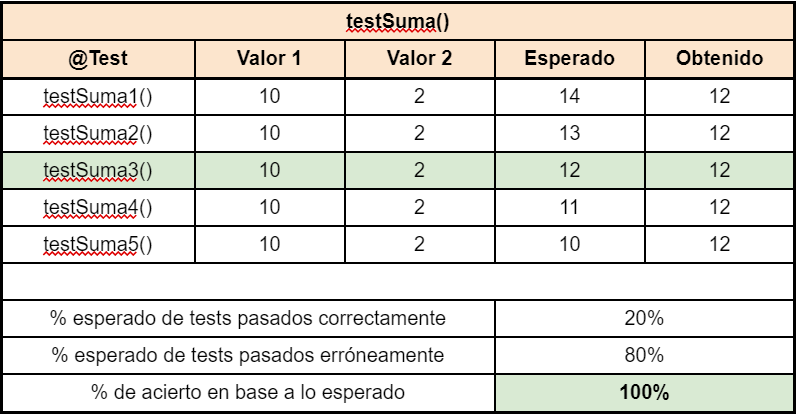 testSuma()
@Test Valor 1 Valor 2 Esperado Obtenido
testSuma1() 10 2 14 12
testSuma2() 10 2 13 12
testSuma3() 10 2 12 12
testSuma4() 10 2 11 12
testSuma5() 10 2 10 12
% esperado de tests pasados correctamente 20%
% esperado de tests pasados erróneamente 80%
% de acierto en base a lo esperado 100%